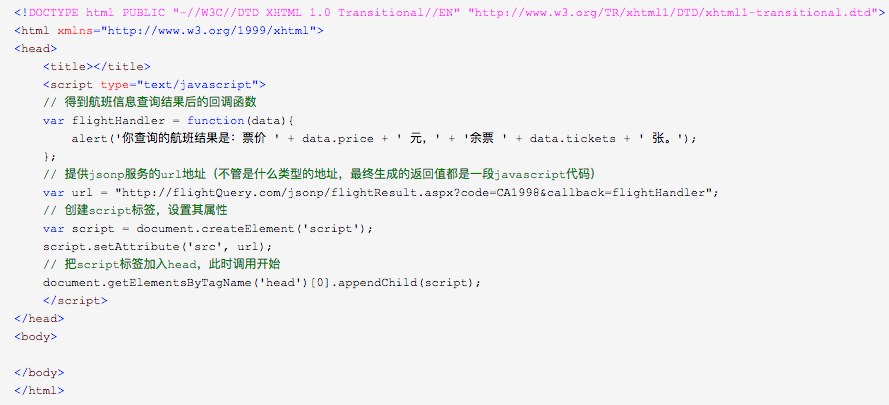 <!DOCTYPE html PUBLIC "-//W3C//DTD XHTML 1.0 Transitional//EN" "http://www.w3.org/TR/xhtml1/DTD/xhtml1-transitional.dtd">
<html xmlns="http://www.w3.org/1999/xhtml">
<head>
    <title></title>
    <script type="text/javascript">
    // 得到航班信息查询结果后的回调函数
    var flightHandler = function(data){
        alert('你查询的航班结果是：票价 ' + data.price + ' 元，' + '余票 ' + data.tickets + ' 张。');
    };
    // 提供jsonp服务的url地址（不管是什么类型的地址，最终生成的返回值都是一段javascript代码）
    var url = "http://flightQuery.com/jsonp/flightResult.aspx?code=CA1998&callback=flightHandler";
    // 创建script标签，设置其属性
    var script = document.createElement('script');
    script.setAttribute('src', url);
    // 把script标签加入head，此时调用开始
    document.getElementsByTagName('head')[0].appendChild(script);
    </script>
</head>
<body>
</body>
</html>